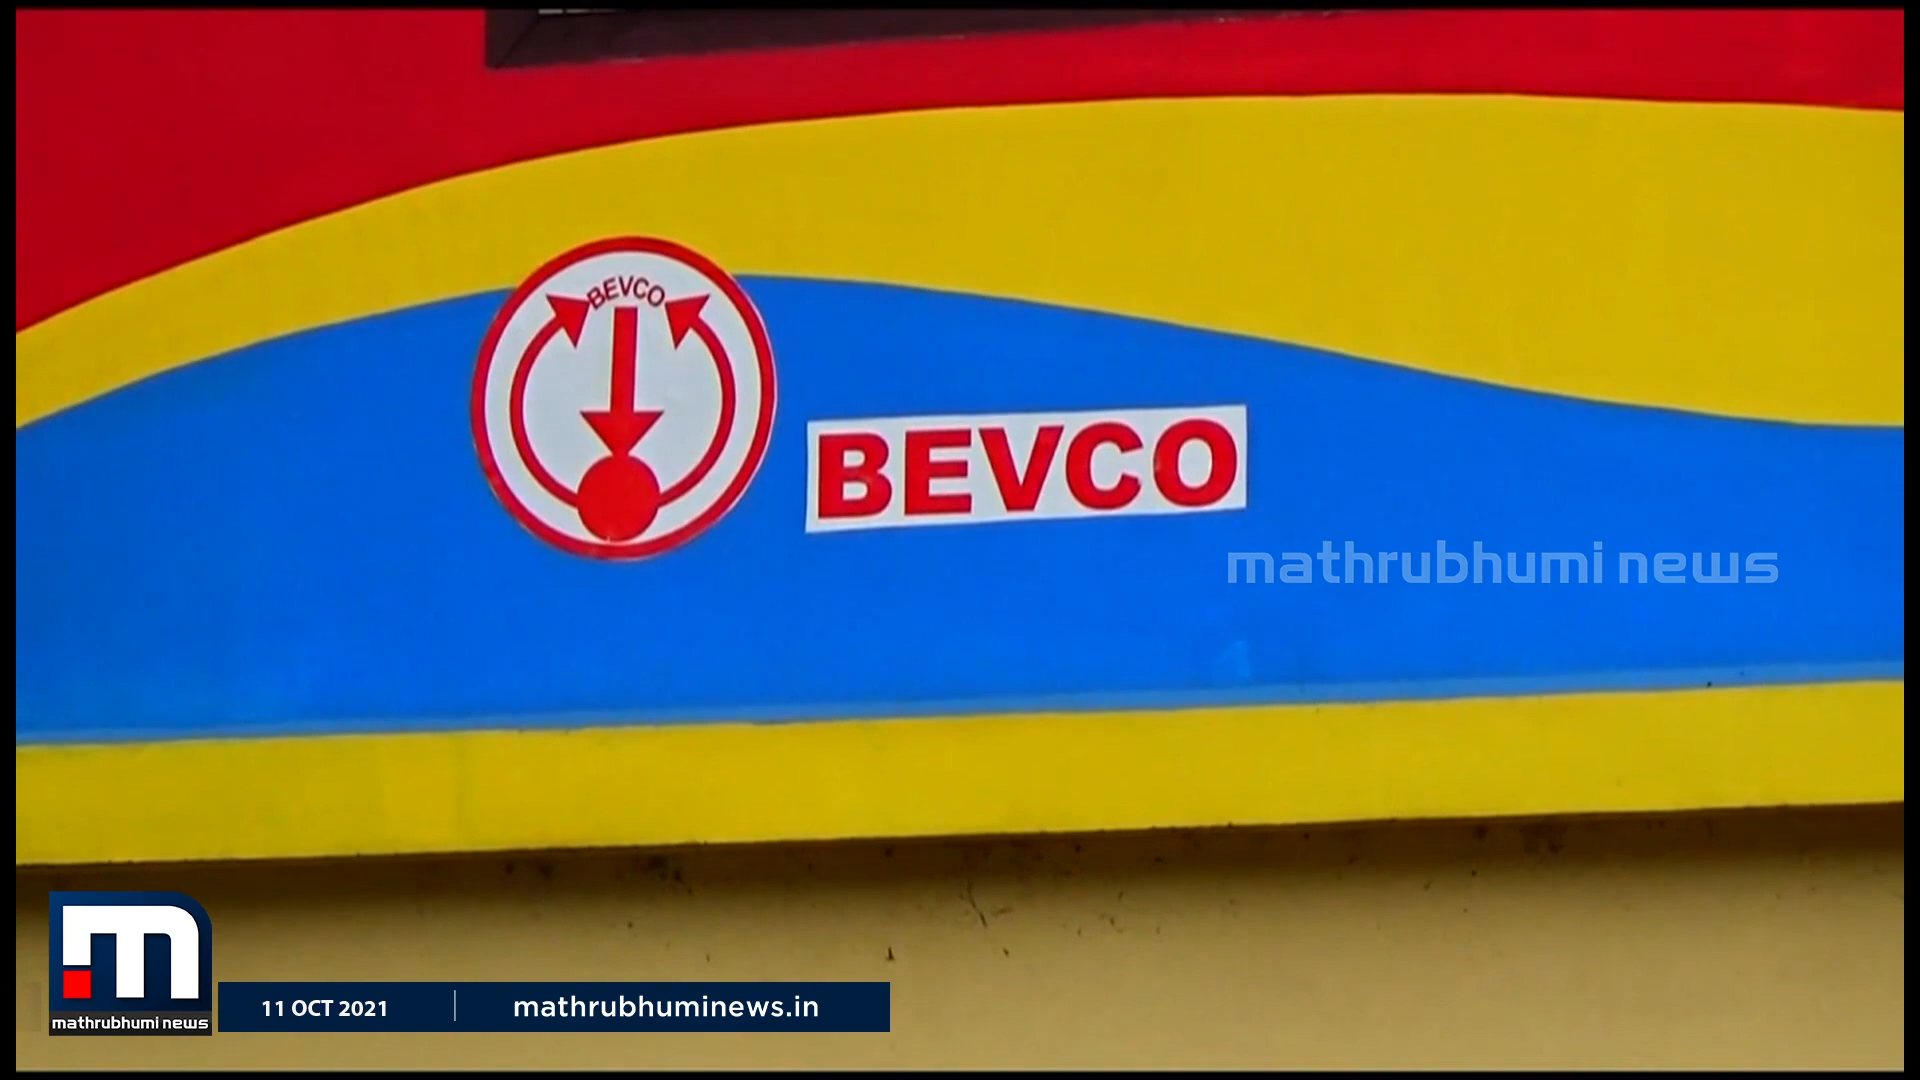 BEVCO
BEVCO
mathrubhumi news
mathrubhumi news
11 OCT 2021
mathrubhuminews.in